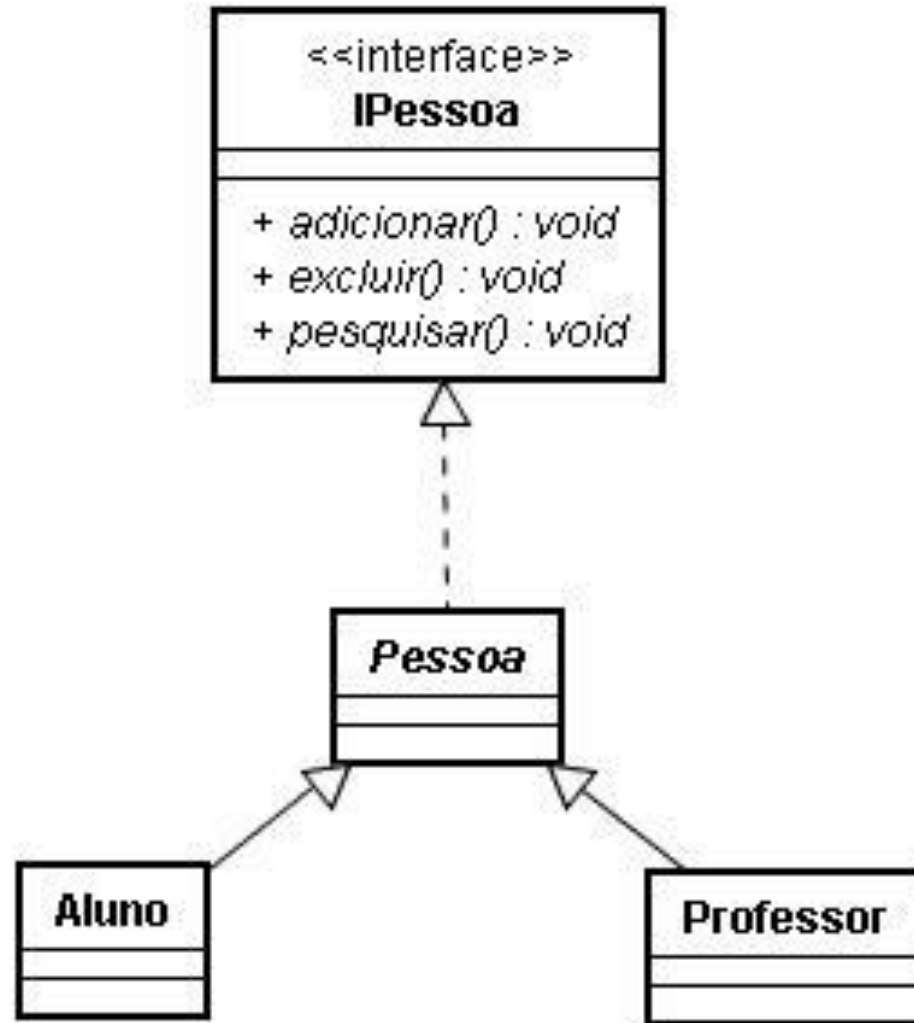 <<interface>>
IPessoa
+ adicionar() : void
+ excluir() : void
+ pesquisar() : void
Pessoa
Aluno
Professor